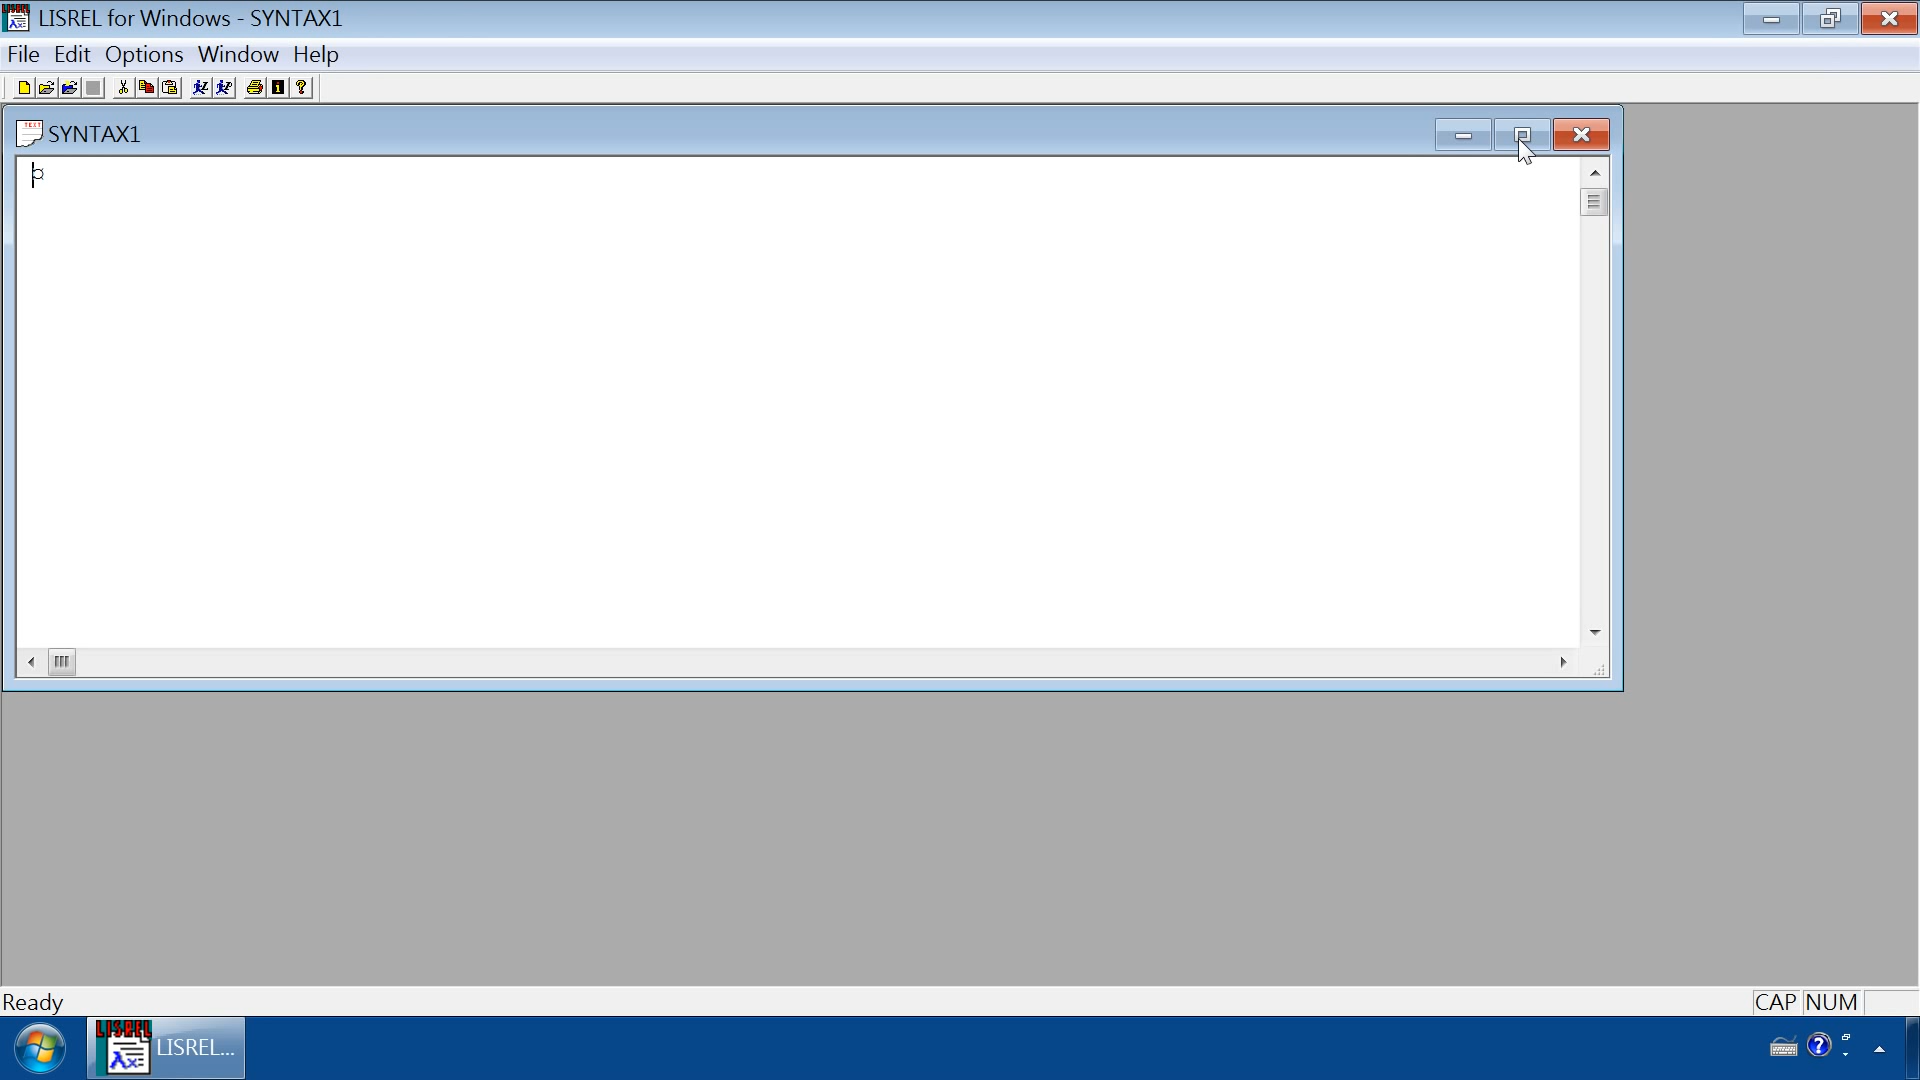 LISREL for Windows - SYNTAX1
File Edit Options Window Help
SYNTAX1
¤
Ready
CAP NUM
LISREL...